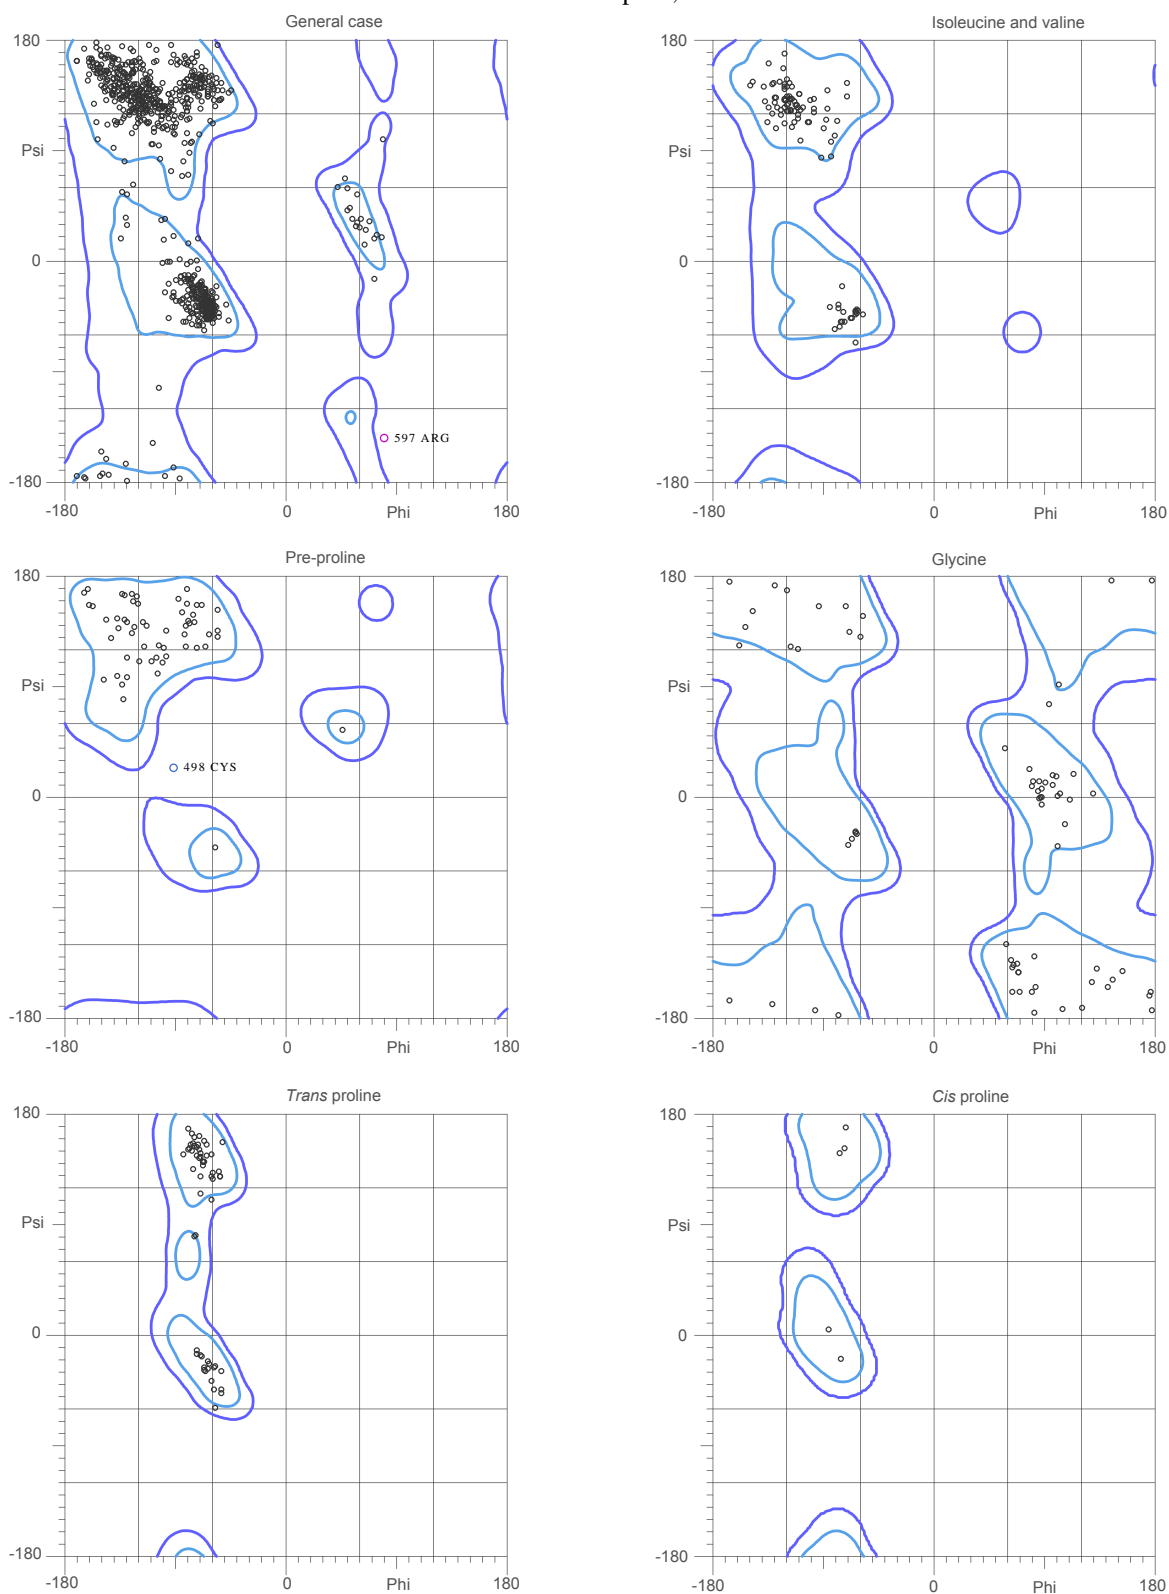 General case
Isoleucine and valine
180
180
Psi
Psi
0
0
597 ARG
-180
-180
-180
0
Phi
180
-180
0
Phi
180
Pre-proline
Glycine
180
180
Psi
Psi
498 CYS
0
0
-180
-180
-180
0
Phi
180
-180
0
Phi
180
Trans proline
Cis proline
180
180
Psi
Psi
0
0
-180
-180
-180
0
Phi
180
-180
0
Phi
180